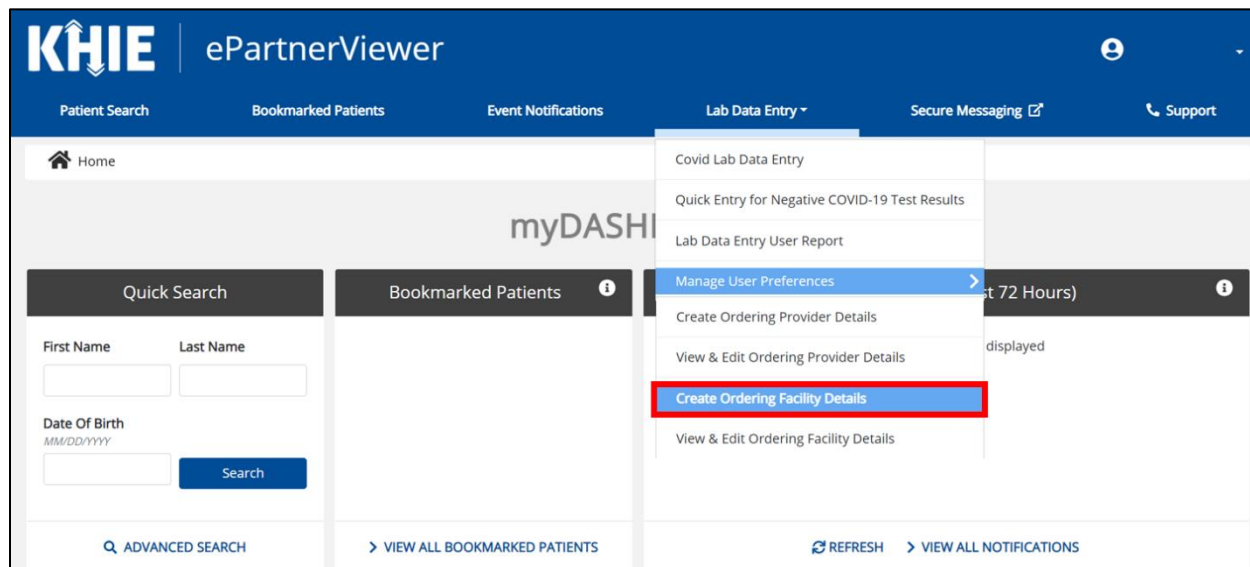 KHIE ePartnerViewer
Patient Search Bookmarked Patients Event Notifications Lab Data Entry Secure Messaging Support
Home
Covid Lab Data Entry
Quick Entry for Negative COVID-19 Test Results
Lab Data Entry User Report
Manage User Preferences
Create Ordering Provider Details
View & Edit Ordering Provider Details
Create Ordering Facility Details
View & Edit Ordering Facility Details
myDASH
Quick Search
First Name Last Name
Date Of Birth
MM/DD/YYYY
Search
ADVANCED SEARCH
Bookmarked Patients
VIEW ALL BOOKMARKED PATIENTS
72 Hours)
displayed
REFRESH VIEW ALL NOTIFICATIONS